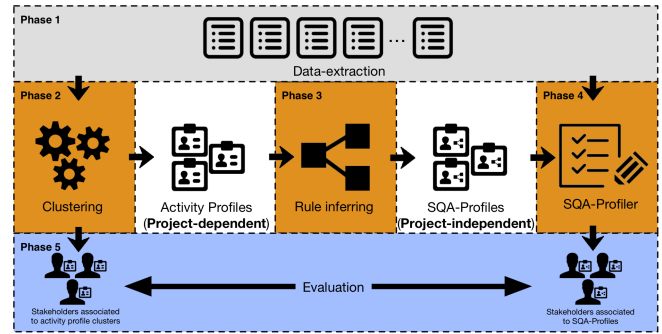 Phase 1
Data-extraction
Phase 2
Clustering
Activity Profiles
(Project-dependent)
Phase 3
Rule inferring
SQA-Profiles
(Project-independent)
Phase 4
SQA-Profiler
Phase 5
Stakeholders associated
to activity profile clusters
Evaluation
Stakeholders associated
to SQA-Profiles